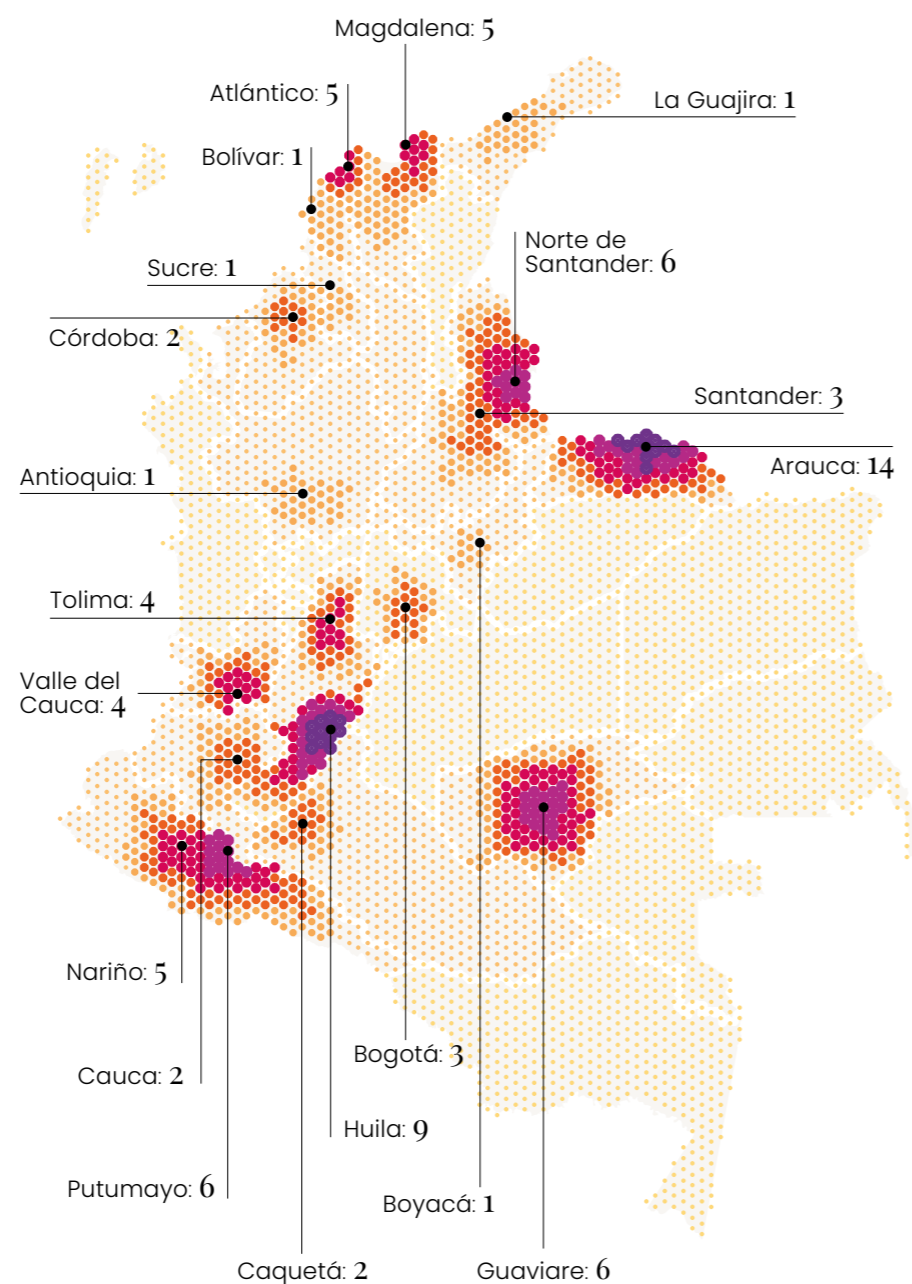 Magdalena: 5
Atlántico: 5
La Guajira: 1
Bolívar: 1
Norte de
Santander: 6
Sucre: 1
Córdoba: 2
Santander: 3
Arauca: 14
Antioquia: 1
Tolima: 4
Valle del
Cauca: 4
Nariño: 5
Bogotá: 3
Cauca: 2
Huila: 9
Putumayo: 6
Boyacá: 1
Caquetá: 2
Guaviare: 6